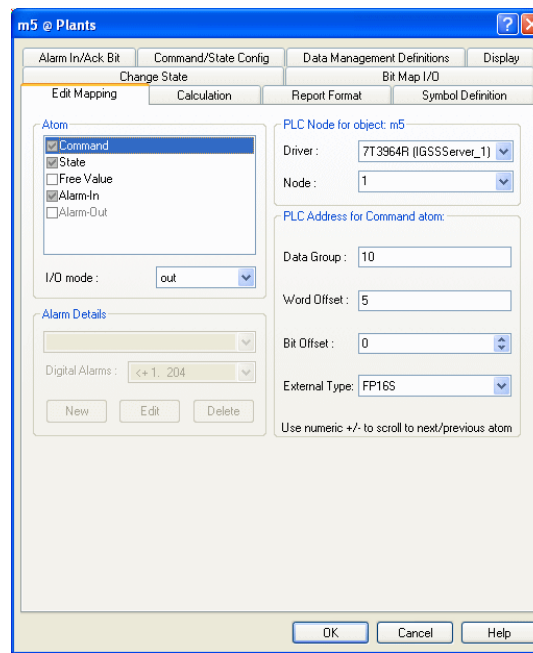 m5 @ Plants
Alarm In/Ack Bit Command/State Config Data Management Definitions Display
Change State Bit Map I/O
Edit Mapping Calculation Report Format Symbol Definition
Atom
Command
State
Free Value
Alarm-In
Alarm-Out
I/O mode : out
Alarm Details
Digital Alarms : <+ 1. 204
New Edit Delete
PLC Node for object: m5
Driver : 7T3964R (IGSSServer_1)
Node : 1
PLC Address for Command atom:
Data Group : 10
Word Offset : 5
Bit Offset : 0
External Type: FP16S
Use numeric +/- to scroll to next/previous atom
OK Cancel Help